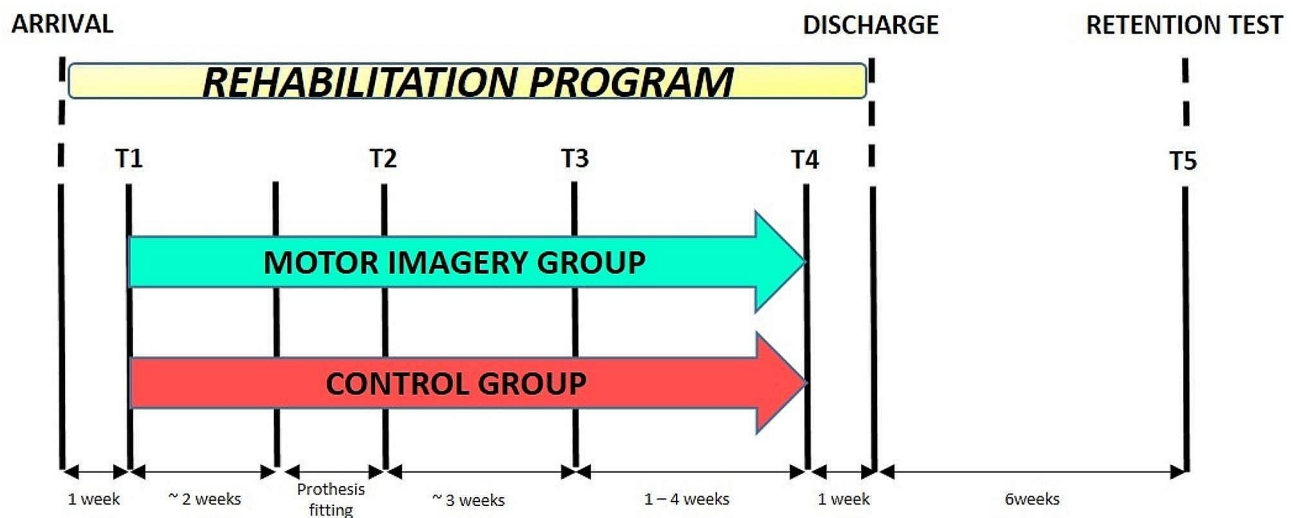 ARRIVAL DISCHARGE RETENTION TEST
REHABILITATION PROGRAM
T1 T2 T3 T4 T5
MOTOR IMAGERY GROUP
CONTROL GROUP
1 week ~ 2 weeks Prothesis fitting ~ 3 weeks 1 – 4 weeks 1 week 6weeks